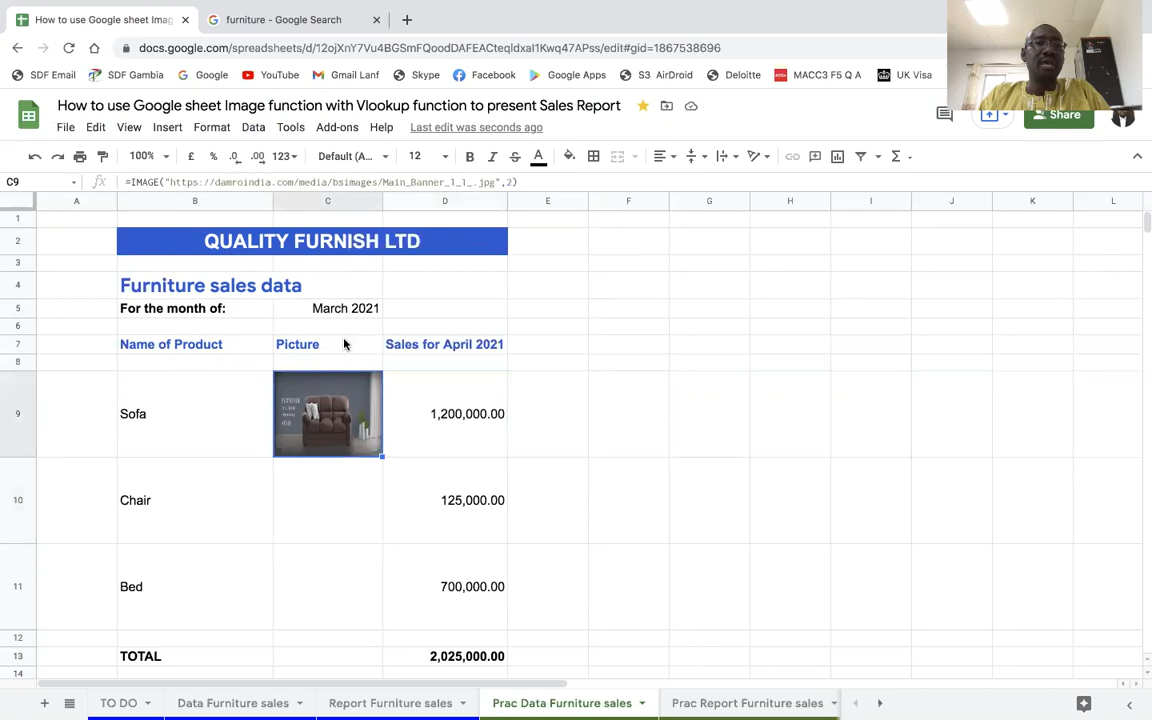 How to use Google sheet Imag
furniture - Google Search
docs.google.com/spreadsheets/d/12ojXnY7Vu4BGSmFQoodDAFEACteqldxal1Kwq47APss/edit#gid=1867538696
SDF Email SDF Gambia Google YouTube Gmail Lanf Skype Facebook Google Apps S3 AirDroid Deloitte MACC3 F5 Q A UK Visa
How to use Google sheet Image function with Vlookup function to present Sales Report
File Edit View Insert Format Data Tools Add-ons Help Last edit was seconds ago
Share
100% £ % .0 .00 123 Default (A... 12 B I S A Σ
C9 fx =IMAGE("https://damroindia.com/media/bsimages/Main_Banner_1_1_.jpg",2)
A B C D E F G H I J K L
1
2 QUALITY FURNISH LTD
3
4 Furniture sales data
5 For the month of: March 2021
6
7 Name of Product Picture Sales for April 2021
8
9 Sofa 1,200,000.00
10 Chair 125,000.00
11 Bed 700,000.00
12
13 TOTAL 2,025,000.00
14
TO DO Data Furniture sales Report Furniture sales Prac Data Furniture sales Prac Report Furniture sales